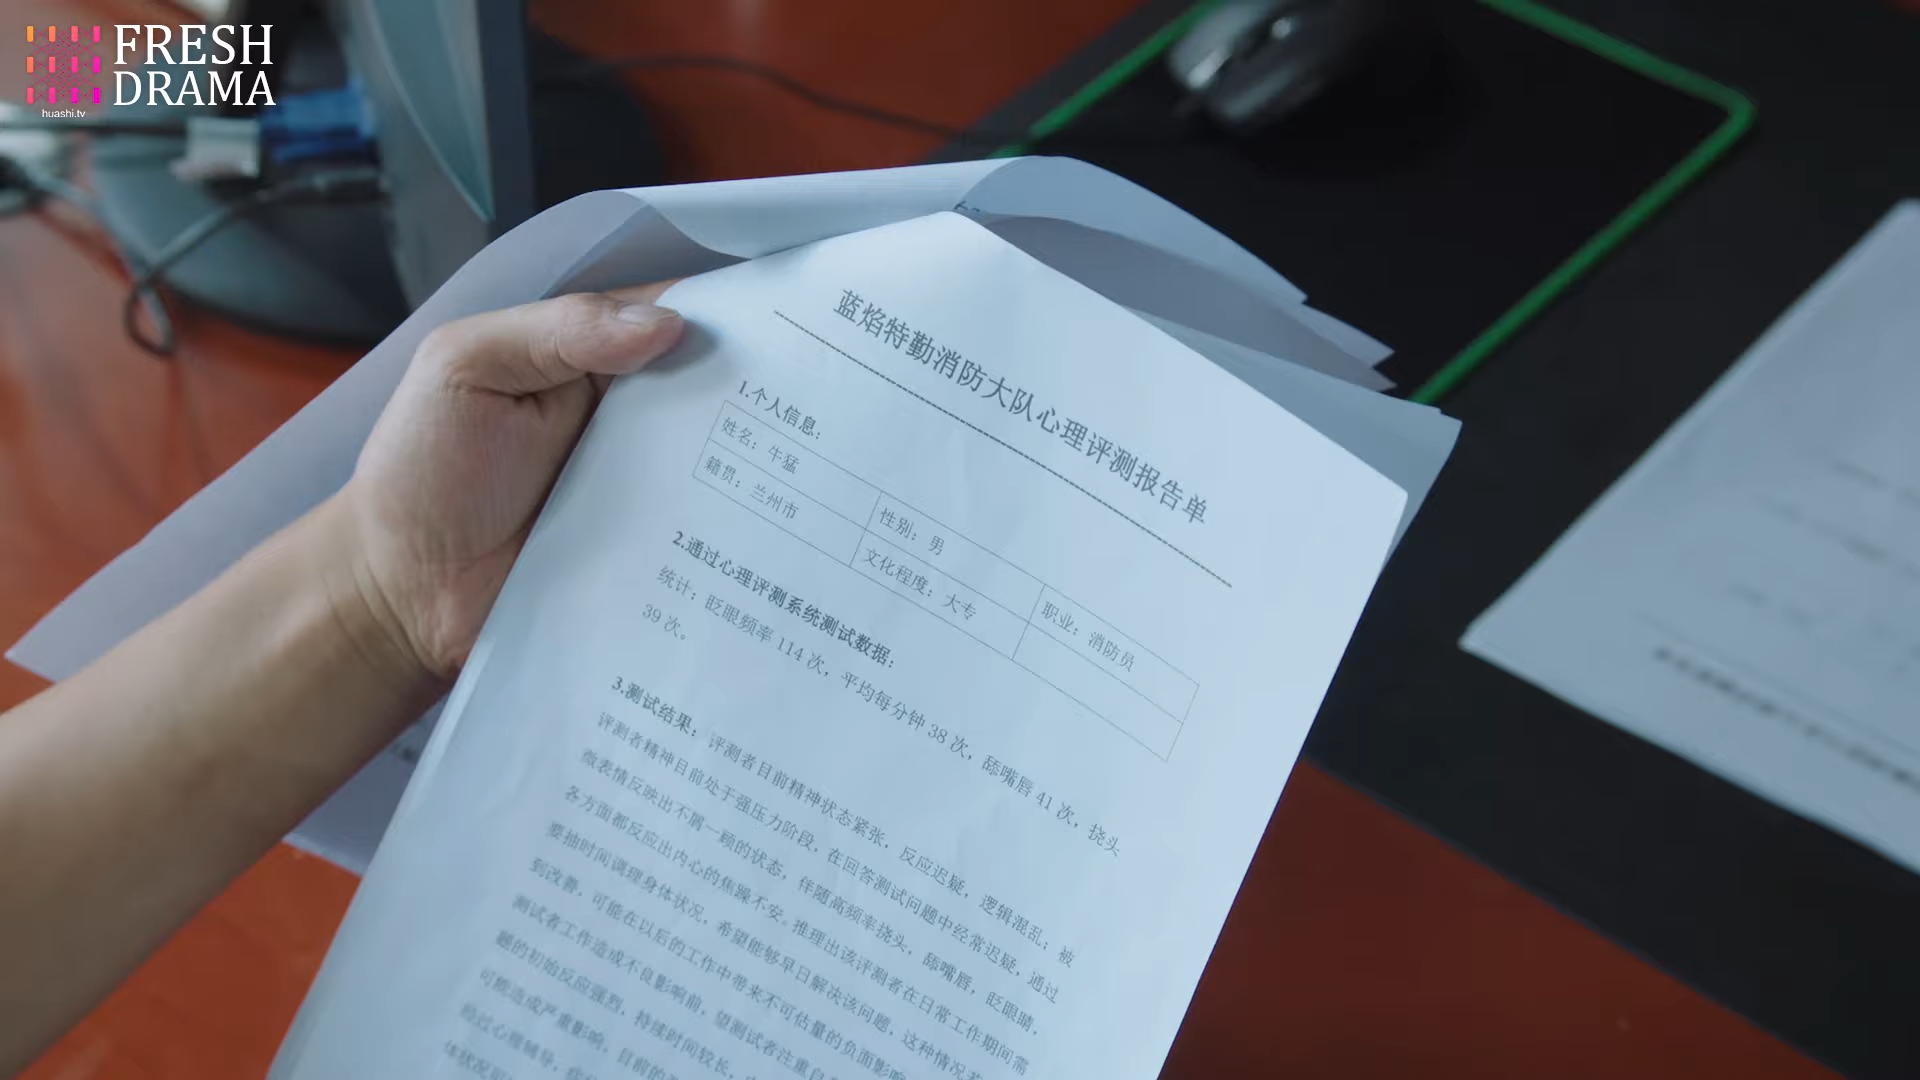 FRESH
DRAMA
huashi.tv
蓝焰特勤消防大队心理评测报告单
1.个人信息:
姓名: 牛猛
性别: 男
职业: 消防员
籍贯: 兰州市
文化程度: 大专
2.通过心理评测系统测试数据:
统计: 眨眼频率 114 次, 平均每分钟 38 次, 舔嘴唇 41 次, 挠头
39 次。
3.测试结果: 评测者目前精神状态紧张, 反应迟疑, 逻辑混乱; 被
评测者精神目前处于强压力阶段, 在回答测试问题中经常迟疑, 通过
微表情反映出不屑一顾的状态, 伴随高频率挠头, 舔嘴唇, 眨眼睛,
各方面都反应出内心的焦躁不安。推理出该评测者在日常工作期间需
要抽时间调理身体状况, 希望能够早日解决该问题, 这种情况若
到改善, 可能在以后的工作中带来不可估量的负面影响
测试者工作造成不良影响前, 望测试者注重自
题的初始反应强烈, 持续时间较长,
可能造成严重影响, 目前的
经过心理辅导,
体状况